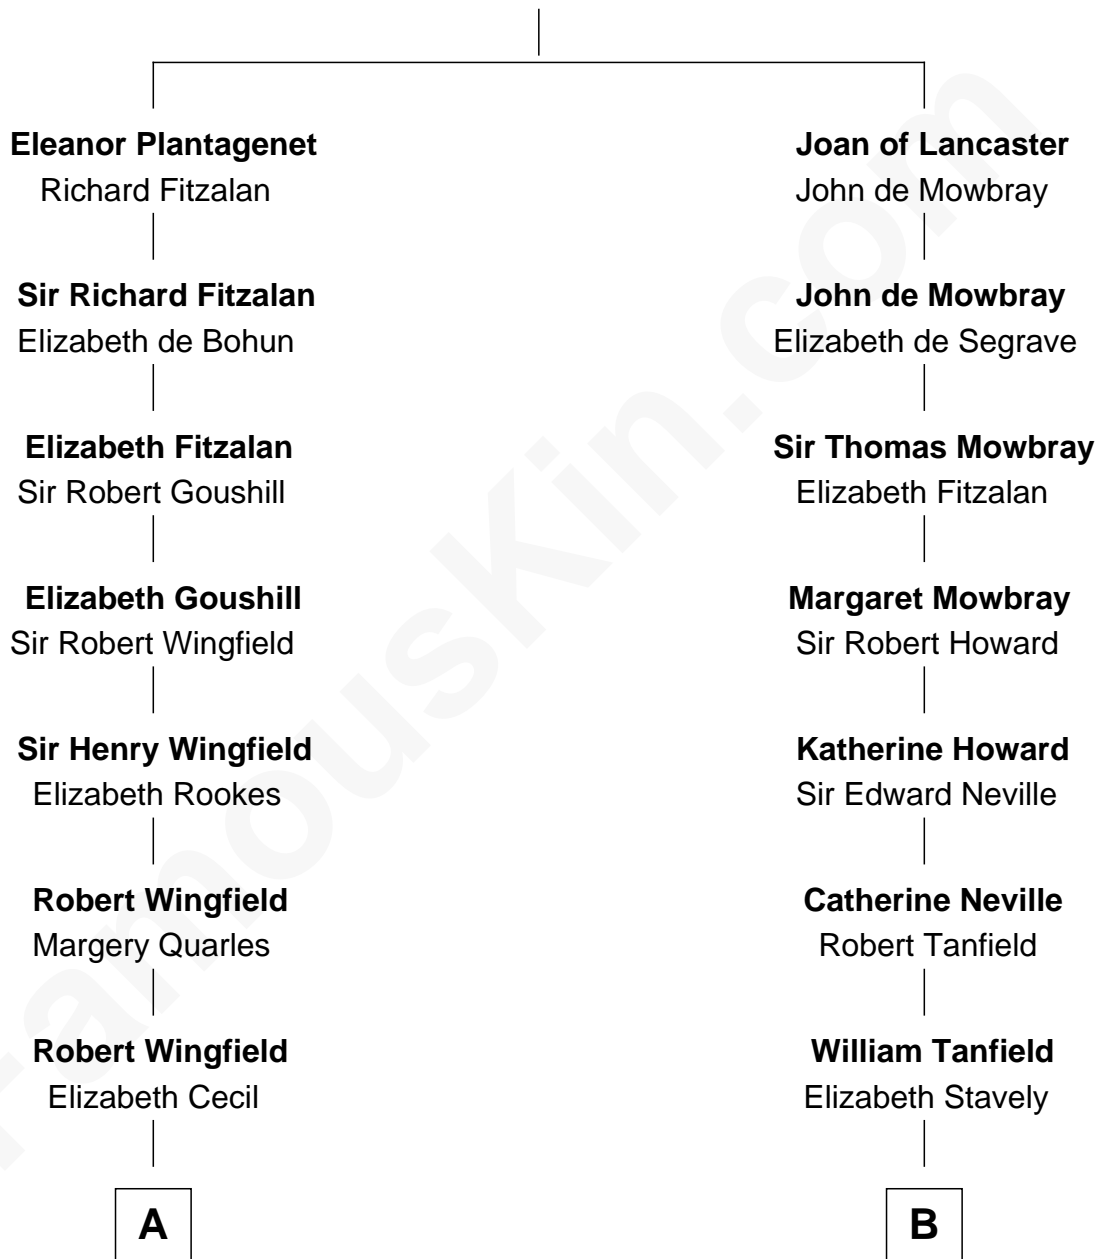 Eleanor Plantagenet
Richard Fitzalan
Sir Richard Fitzalan
Elizabeth de Bohun
Elizabeth Fitzalan
Sir Robert Goushill
Elizabeth Goushill
Sir Robert Wingfield
Sir Henry Wingfield
Elizabeth Rookes
Robert Wingfield
Margery Quarles
Robert Wingfield
Elizabeth Cecil
A
Joan of Lancaster
John de Mowbray
John de Mowbray
Elizabeth de Segrave
Sir Thomas Mowbray
Elizabeth Fitzalan
Margaret Mowbray
Sir Robert Howard
Katherine Howard
Sir Edward Neville
Catherine Neville
Robert Tanfield
William Tanfield
Elizabeth Stavely
B
FamousKin.com